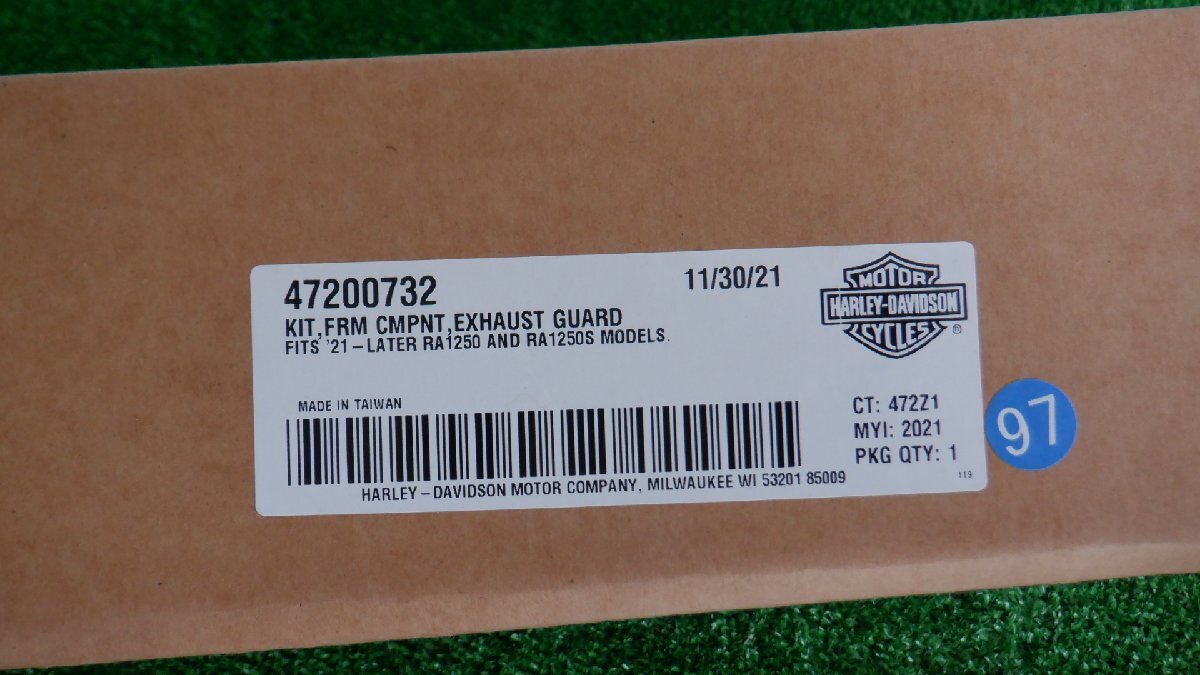 47200732 11/30/21
KIT,FRM CMPNT,EXHAUST GUARD
FITS '21-LATER RA1250 AND RA1250S MODELS.
MOTOR
HARLEY-DAVIDSON
CYCLES
®
MADE IN TAIWAN
CT: 472Z1
MYI: 2021
PKG QTY: 1
HARLEY-DAVIDSON MOTOR COMPANY, MILWAUKEE WI 53201 85009
119
97